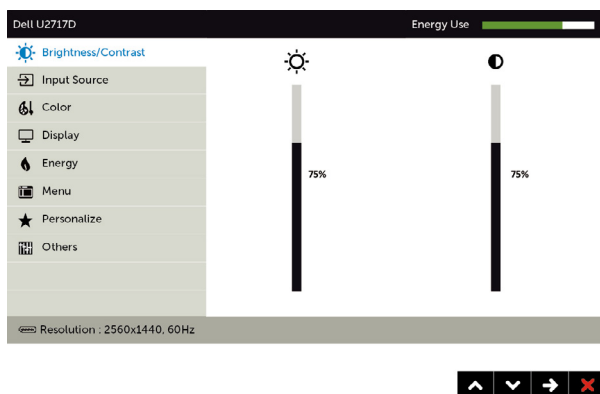 Dell U2717D
Energy Use
Brightness/Contrast
Input Source
Color
Display
Energy
Menu
Personalize
Others
75%
75%
Resolution : 2560x1440, 60Hz